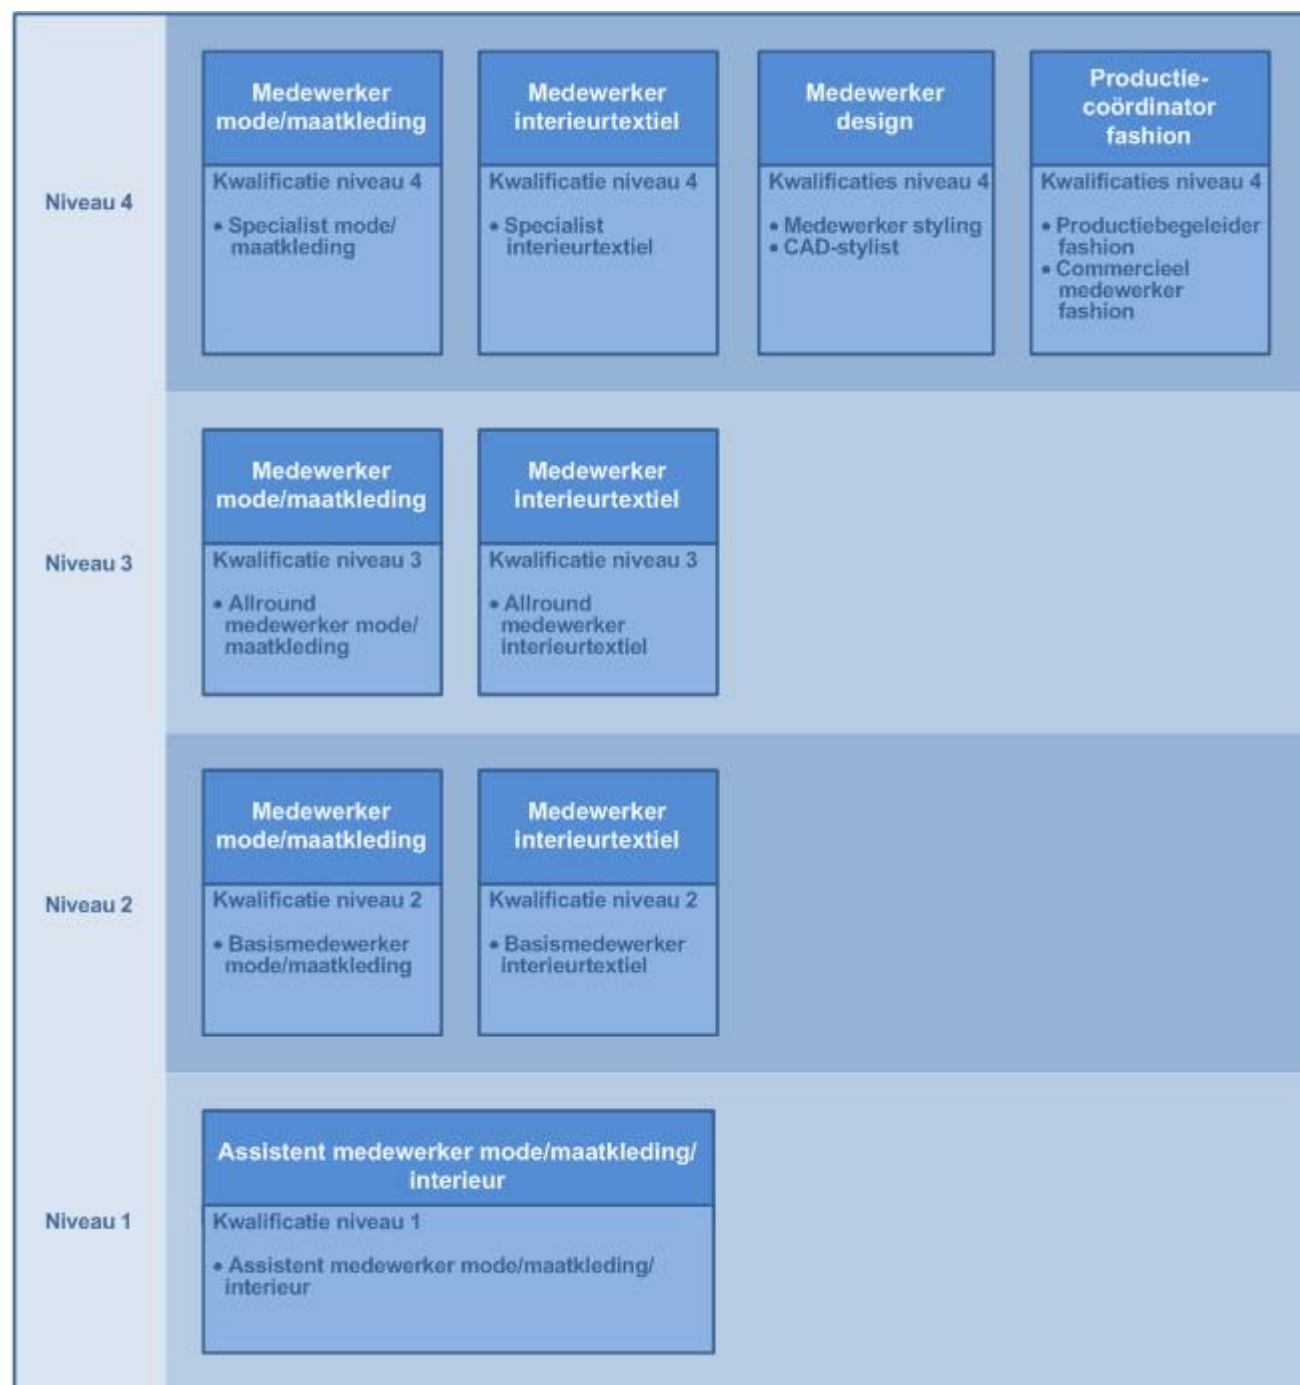 Niveau 4
Medewerker
mode/maatkleding
Kwalificatie niveau 4
• Specialist mode/
maatkleding
Medewerker
interieurtextiel
Kwalificatie niveau 4
• Specialist
interieurtextiel
Medewerker
design
Kwalificaties niveau 4
• Medewerker styling
• CAD-stylist
Productie-
coördinator
fashion
Kwalificaties niveau 4
• Productiebegeleider
fashion
• Commercieel
medewerker
fashion
Niveau 3
Medewerker
mode/maatkleding
Kwalificatie niveau 3
• Allround
medewerker mode/
maatkleding
Medewerker
interieurtextiel
Kwalificatie niveau 3
• Allround
medewerker
interieurtextiel
Niveau 2
Medewerker
mode/maatkleding
Kwalificatie niveau 2
• Basismedewerker
mode/maatkleding
Medewerker
interieurtextiel
Kwalificatie niveau 2
• Basismedewerker
interieurtextiel
Niveau 1
Assistent medewerker mode/maatkleding/
interieur
Kwalificatie niveau 1
• Assistent medewerker mode/maatkleding/
interieur